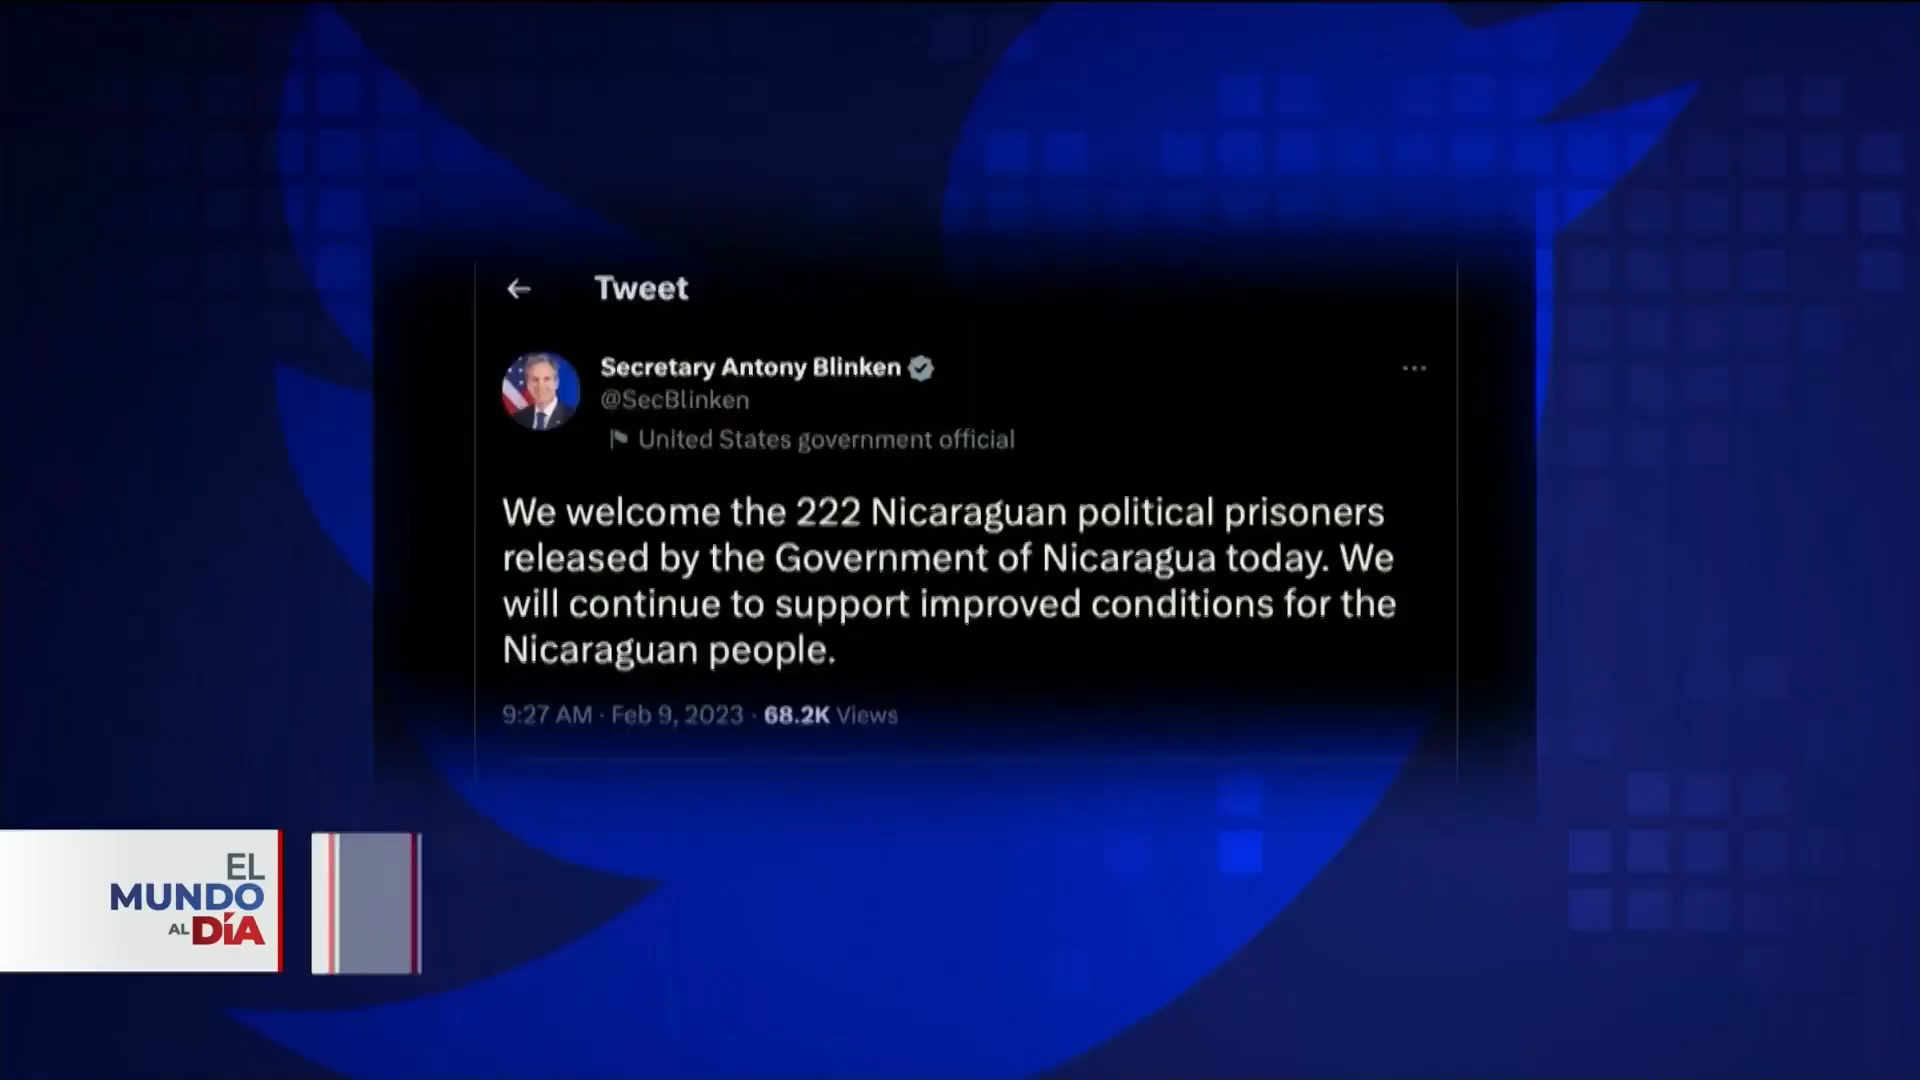 Tweet
Secretary Antony Blinken
@SecBlinken
United States government official
...
We welcome the 222 Nicaraguan political prisoners
released by the Government of Nicaragua today. We
will continue to support improved conditions for the
Nicaraguan people.
9:27 AM · Feb 9, 2023 · 68.2K Views
EL
MUNDO
AL DÍA